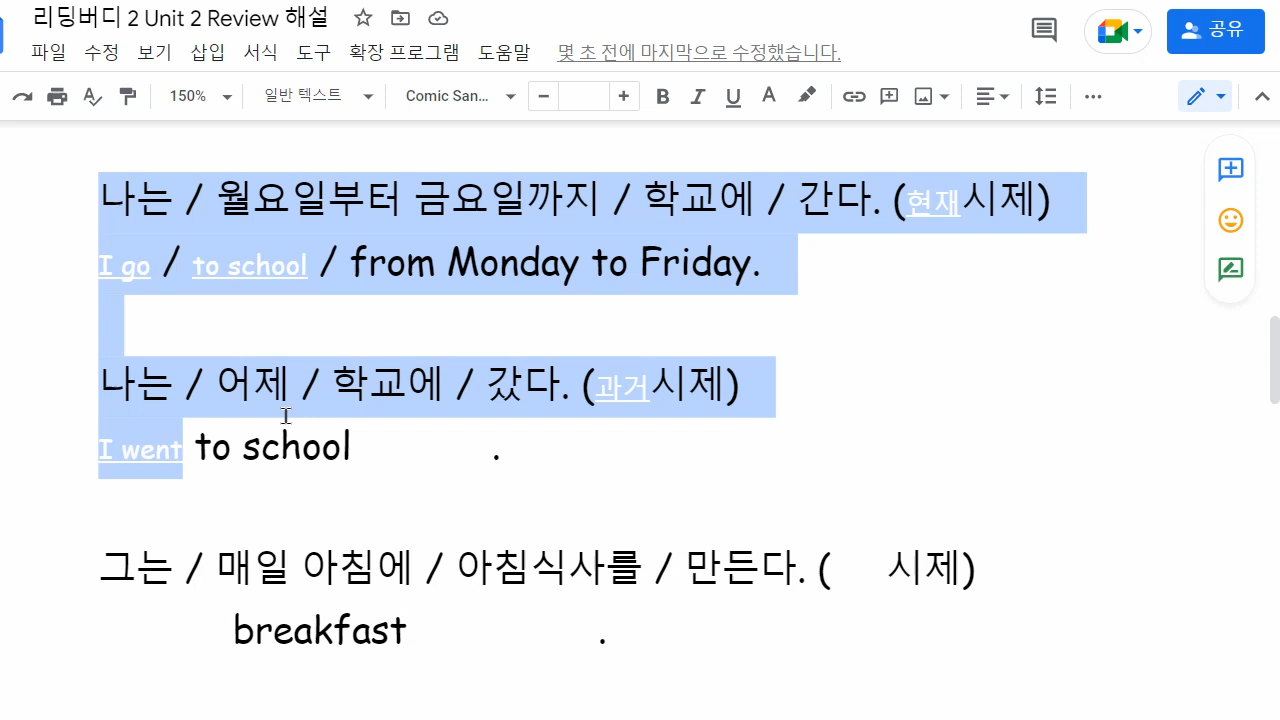 리딩버디 2 Unit 2 Review 해설
파일 수정 보기 삽입 서식 도구 확장 프로그램 도움말 몇 초 전에 마지막으로 수정했습니다.
공유
150% 일반 텍스트 Comic San... − + B I U A
나는 / 월요일부터 금요일까지 / 학교에 / 간다. (현재시제)
I go / to school / from Monday to Friday.
나는 / 어제 / 학교에 / 갔다. (과거시제)
I went to school .
그는 / 매일 아침에 / 아침식사를 / 만든다. ( 시제)
breakfast .